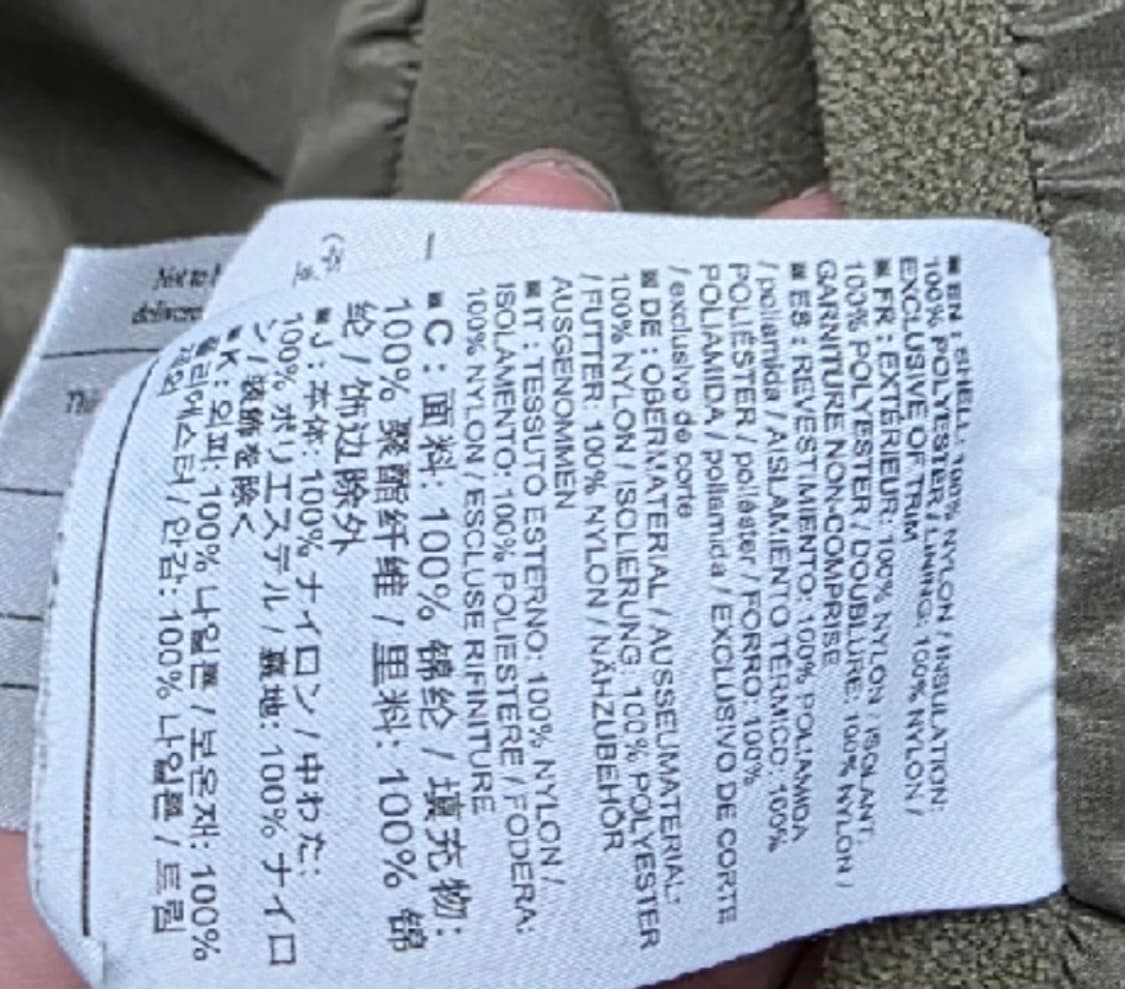 ■ EN : SHELL: 100% NYLON / INSULATION:
100% POLYESTER / LINING: 100% NYLON /
EXCLUSIVE OF TRIM
■ FR : EXTÉRIEUR: 100% NYLON / ISOLANT:
100% POLYESTER / DOUBLURE: 100% NYLON /
GARNITURE NON-COMPRISE
■ ES : REVESTIMIENTO: 100% POLIAMIDA
/ poliamida / AISLAMIENTO TÉRMICO: 100%
POLIÉSTER / poliéster / FORRO: 100%
POLIAMIDA / poliamida / EXCLUSIVO DE CORTE
/ exclusivo de corte
■ DE : OBERMATERIAL / AUSSENMATERIAL:
100% NYLON / ISOLIERUNG: 100% POLYESTER
/ FUTTER: 100% NYLON / NÄHZUBEHÖR
AUSGENOMMEN
■ IT : TESSUTO ESTERNO: 100% NYLON /
ISOLAMENTO: 100% POLIESTERE / FODERA:
100% NYLON / ESCLUSE RIFINITURE
■ C : 面料: 100% 锦纶 / 填充物:
100% 聚酯纤维 / 里料: 100% 锦
纶 / 饰边除外
■ J : 本体: 100% ナイロン / 中わた:
100% ポリエステル / 裏地: 100% ナイロ
ン / 装飾を除く
■ K : 외피: 100% 나일론 / 보온재: 100%
폴리에스터 / 안감: 100% 나일론 / 트림
제외